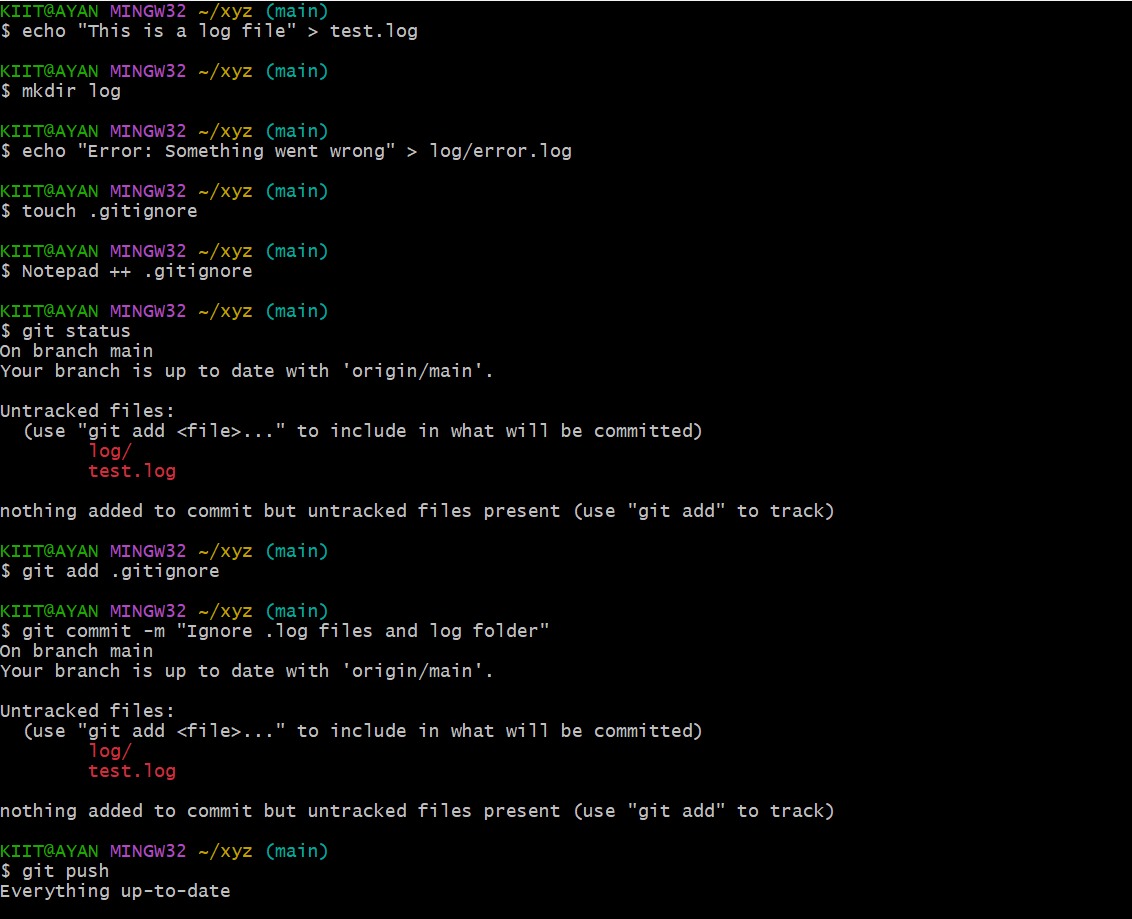 KIIT@AYAN MINGW32 ~/xyz (main)
$ echo "This is a log file" > test.log
KIIT@AYAN MINGW32 ~/xyz (main)
$ mkdir log
KIIT@AYAN MINGW32 ~/xyz (main)
$ echo "Error: Something went wrong" > log/error.log
KIIT@AYAN MINGW32 ~/xyz (main)
$ touch .gitignore
KIIT@AYAN MINGW32 ~/xyz (main)
$ Notepad ++ .gitignore
KIIT@AYAN MINGW32 ~/xyz (main)
$ git status
On branch main
Your branch is up to date with 'origin/main'.
Untracked files:
  (use "git add <file>..." to include in what will be committed)
        log/
        test.log
nothing added to commit but untracked files present (use "git add" to track)
KIIT@AYAN MINGW32 ~/xyz (main)
$ git add .gitignore
KIIT@AYAN MINGW32 ~/xyz (main)
$ git commit -m "Ignore .log files and log folder"
On branch main
Your branch is up to date with 'origin/main'.
Untracked files:
  (use "git add <file>..." to include in what will be committed)
        log/
        test.log
nothing added to commit but untracked files present (use "git add" to track)
KIIT@AYAN MINGW32 ~/xyz (main)
$ git push
Everything up-to-date